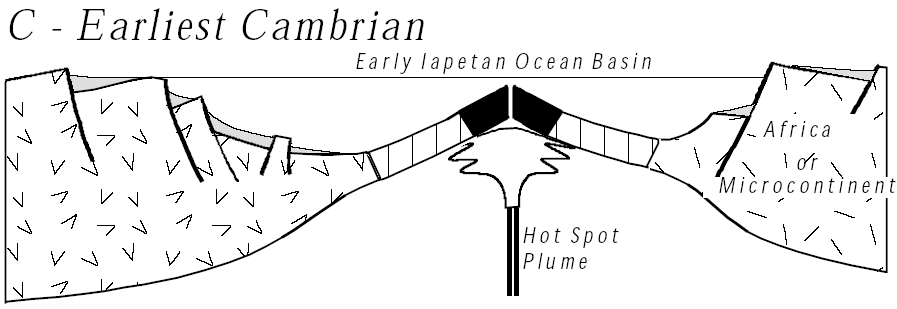 C - Earliest Cambrian
Early Iapetan Ocean Basin
Africa
or
Microcontinent
Hot Spot
Plume